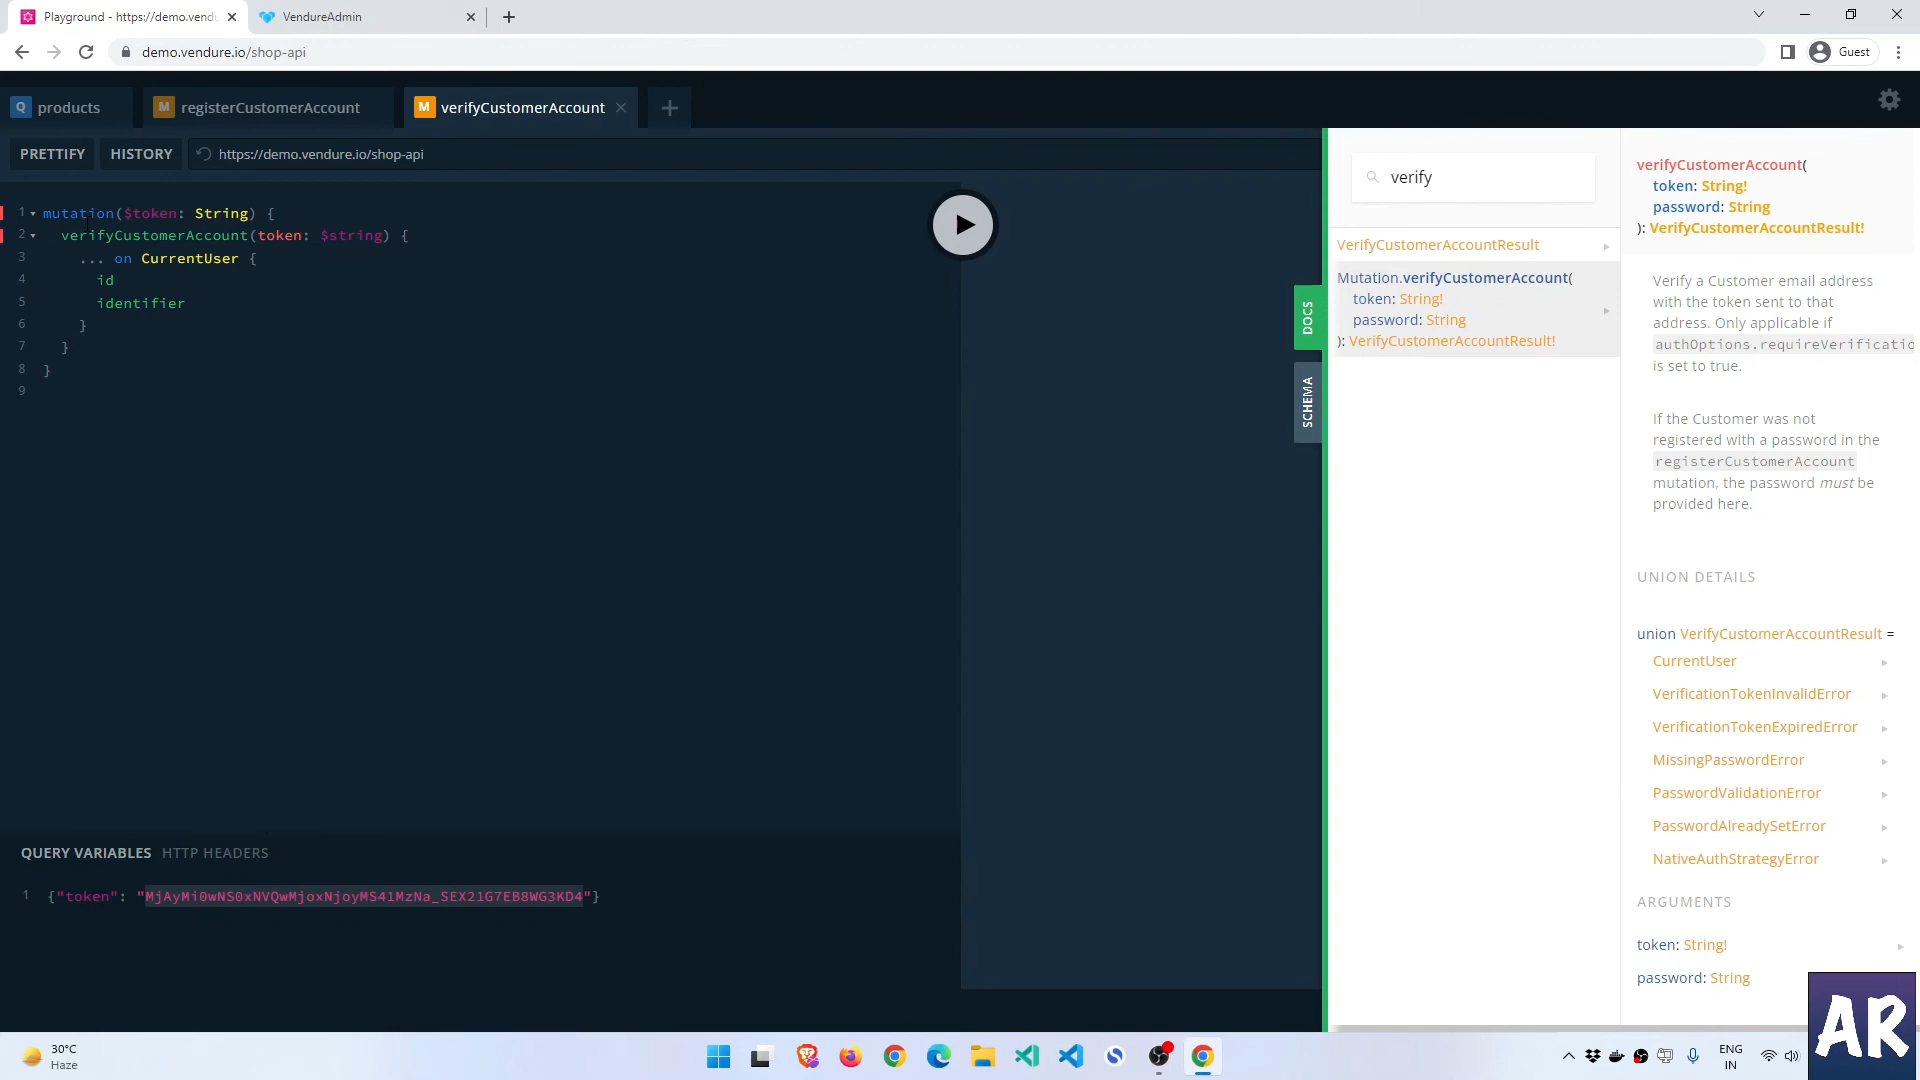 Playground - https://demo.vendu
VendureAdmin
demo.vendure.io/shop-api
Guest
Q products
M registerCustomerAccount
M verifyCustomerAccount
PRETTIFY
HISTORY
https://demo.vendure.io/shop-api
1 mutation($token: String) {
2 verifyCustomerAccount(token: $string) {
3 ... on CurrentUser {
4 id
5 identifier
6 }
7 }
8 }
9
QUERY VARIABLES
HTTP HEADERS
1 {"token": "MjAyMi0wNS0xNVQwMjoxNjoyMS41MzNa_SEX21G7EB8WG3KD4"}
DOCS
SCHEMA
verify
VerifyCustomerAccountResult
Mutation.verifyCustomerAccount(
token: String!
password: String
): VerifyCustomerAccountResult!
verifyCustomerAccount(
token: String!
password: String
): VerifyCustomerAccountResult!
Verify a Customer email address
with the token sent to that
address. Only applicable if
authOptions.requireVerificatio
is set to true.
If the Customer was not
registered with a password in the
registerCustomerAccount
mutation, the password must be
provided here.
UNION DETAILS
union VerifyCustomerAccountResult =
CurrentUser
VerificationTokenInvalidError
VerificationTokenExpiredError
MissingPasswordError
PasswordValidationError
PasswordAlreadySetError
NativeAuthStrategyError
ARGUMENTS
token: String!
password: String
AR
30°C
Haze
ENG
IN